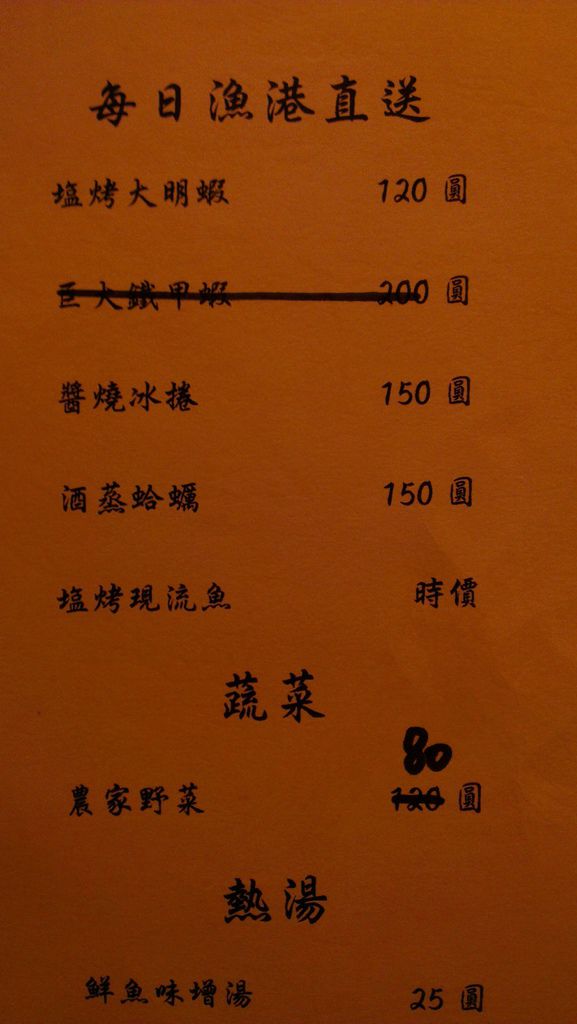 每日漁港直送
塩烤大明蝦 120 圓
巨大鐵甲蝦 200 圓
醬燒冰捲 150 圓
酒蒸蛤蠣 150 圓
塩烤現流魚 時價
蔬菜
80
農家野菜 120 圓
熱湯
鮮魚味增湯 25 圓